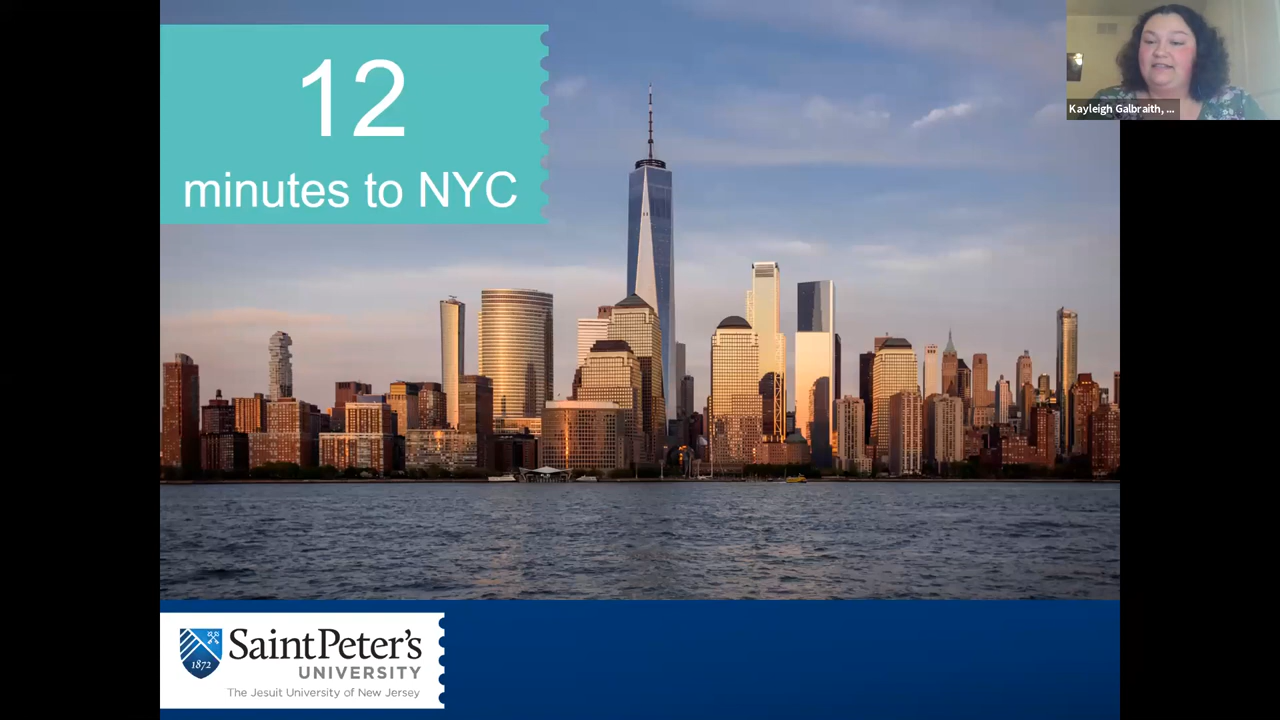 12
minutes to NYC
Kayleigh Galbraith, ...
1872
Saint Peter's
UNIVERSITY
The Jesuit University of New Jersey